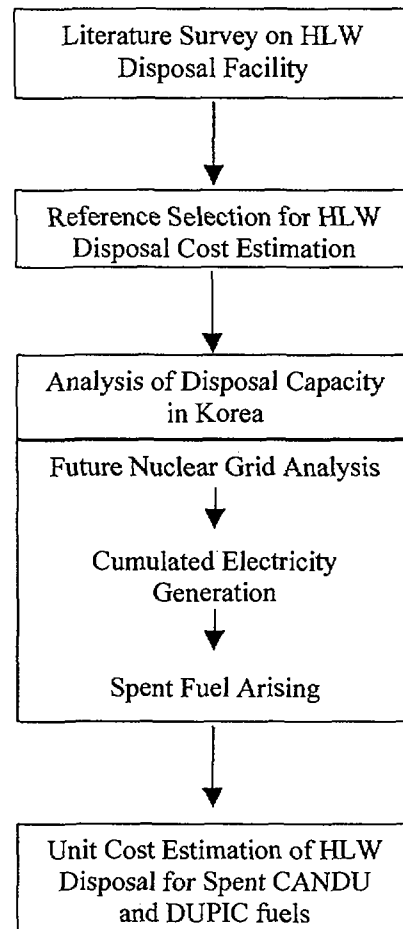 Literature Survey on HLW
Disposal Facility
Reference Selection for HLW
Disposal Cost Estimation
Analysis of Disposal Capacity
in Korea
Future Nuclear Grid Analysis
Cumulated Electricity
Generation
Spent Fuel Arising
Unit Cost Estimation of HLW
Disposal for Spent CANDU
and DUPIC fuels